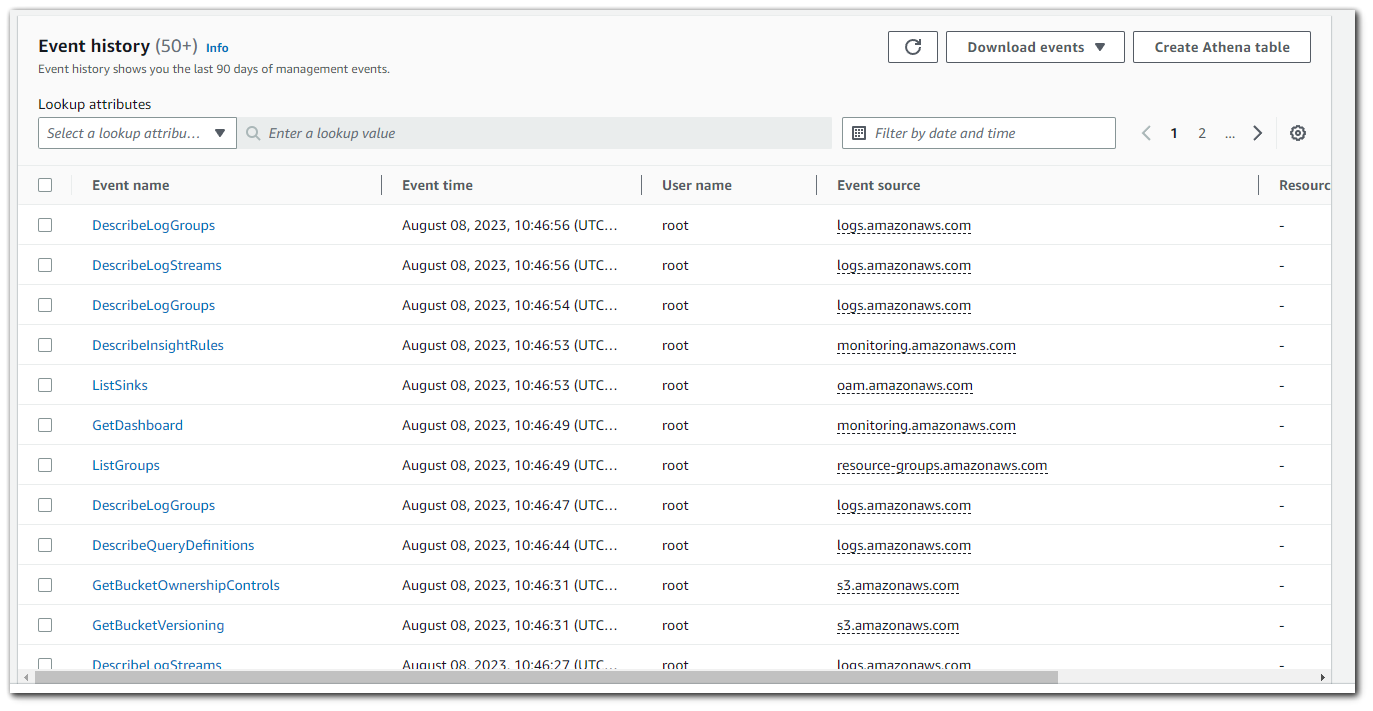 Event history (50+) Info
Event history shows you the last 90 days of management events.
Download events
Create Athena table
Lookup attributes
Select a lookup attribu... Enter a lookup value Filter by date and time 1 2 ...
Event name Event time User name Event source Resourc
DescribeLogGroups August 08, 2023, 10:46:56 (UTC... root logs.amazonaws.com -
DescribeLogStreams August 08, 2023, 10:46:56 (UTC... root logs.amazonaws.com -
DescribeLogGroups August 08, 2023, 10:46:54 (UTC... root logs.amazonaws.com -
DescribeInsightRules August 08, 2023, 10:46:53 (UTC... root monitoring.amazonaws.com -
ListSinks August 08, 2023, 10:46:53 (UTC... root oam.amazonaws.com -
GetDashboard August 08, 2023, 10:46:49 (UTC... root monitoring.amazonaws.com -
ListGroups August 08, 2023, 10:46:49 (UTC... root resource-groups.amazonaws.com -
DescribeLogGroups August 08, 2023, 10:46:47 (UTC... root logs.amazonaws.com -
DescribeQueryDefinitions August 08, 2023, 10:46:44 (UTC... root logs.amazonaws.com -
GetBucketOwnershipControls August 08, 2023, 10:46:31 (UTC... root s3.amazonaws.com -
GetBucketVersioning August 08, 2023, 10:46:31 (UTC... root s3.amazonaws.com -
DescribeLogStreams August 08, 2023, 10:46:27 (UTC... root logs.amazonaws.com -